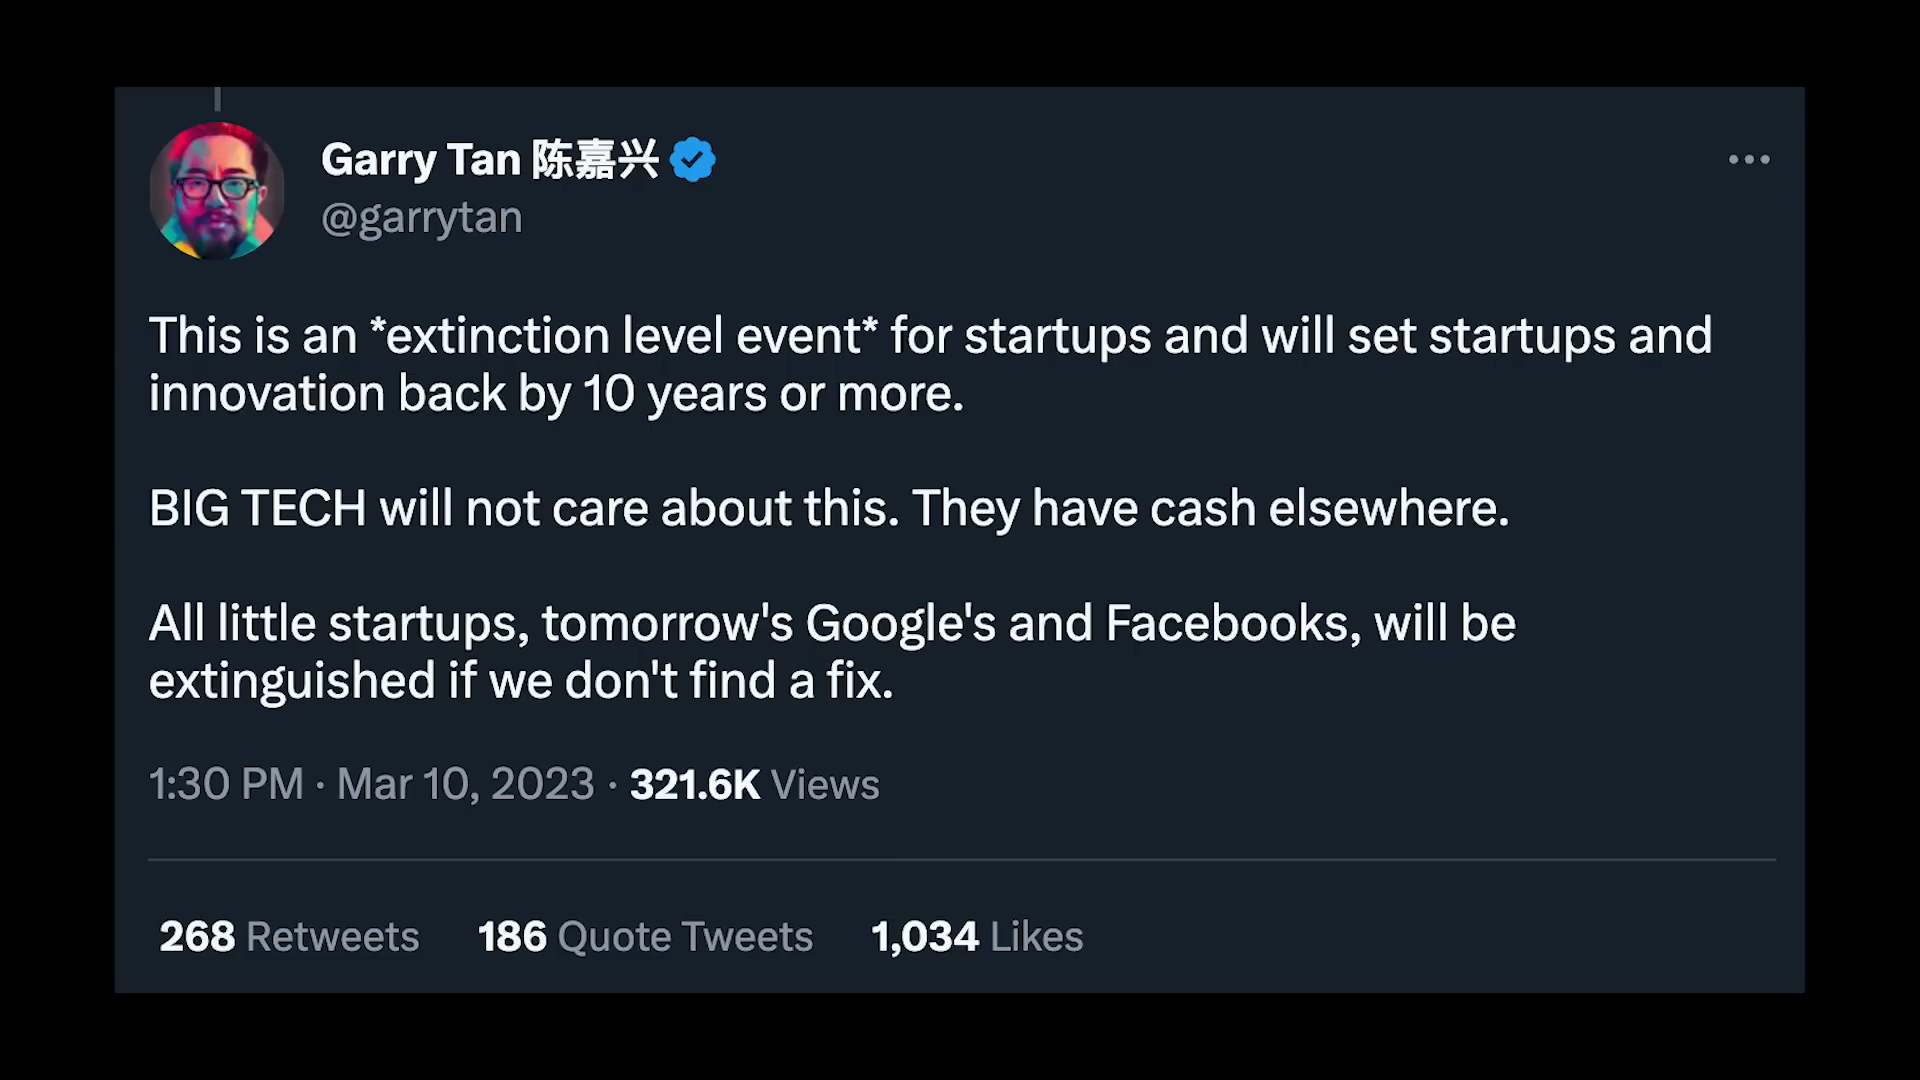 Garry Tan 陈嘉兴
@garrytan
This is an *extinction level event* for startups and will set startups and
innovation back by 10 years or more.
BIG TECH will not care about this. They have cash elsewhere.
All little startups, tomorrow's Google's and Facebooks, will be
extinguished if we don't find a fix.
1:30 PM · Mar 10, 2023 · 321.6K Views
268 Retweets 186 Quote Tweets 1,034 Likes